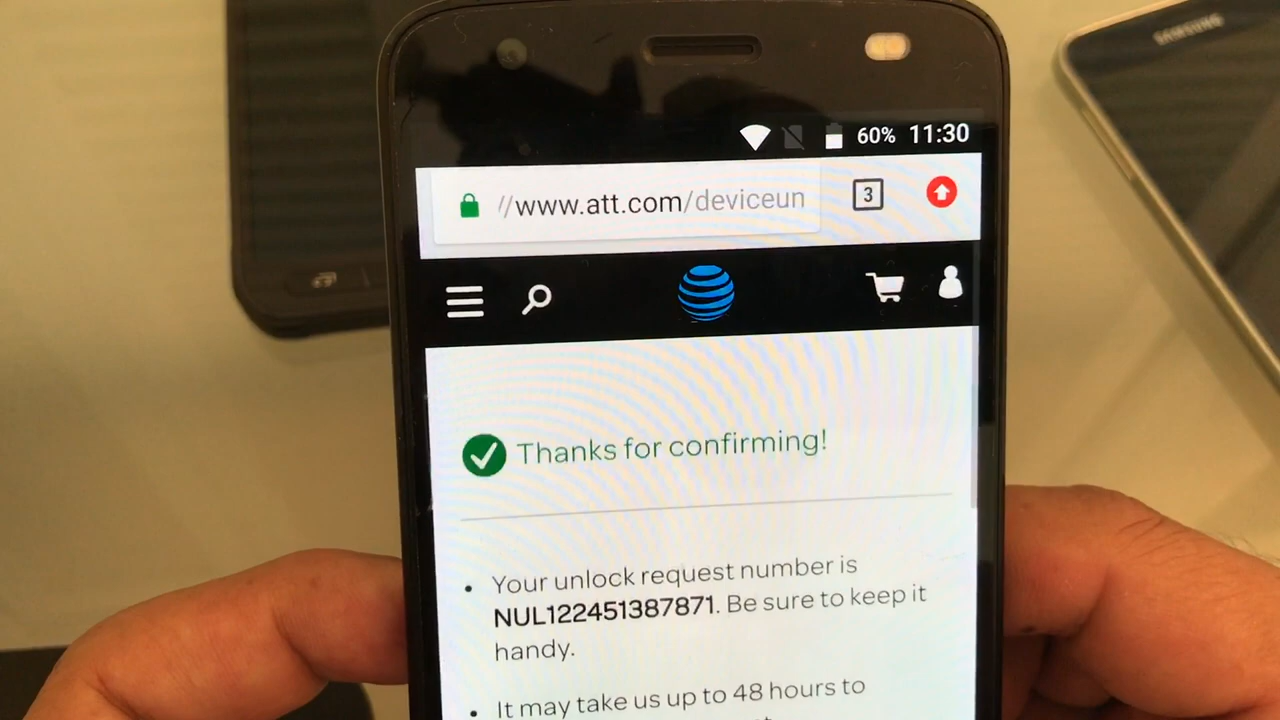 SAMSUNG
60% 11:30
//www.att.com/deviceun
3
Thanks for confirming!
• Your unlock request number is
NUL122451387871. Be sure to keep it
handy.
• It may take us up to 48 hours to